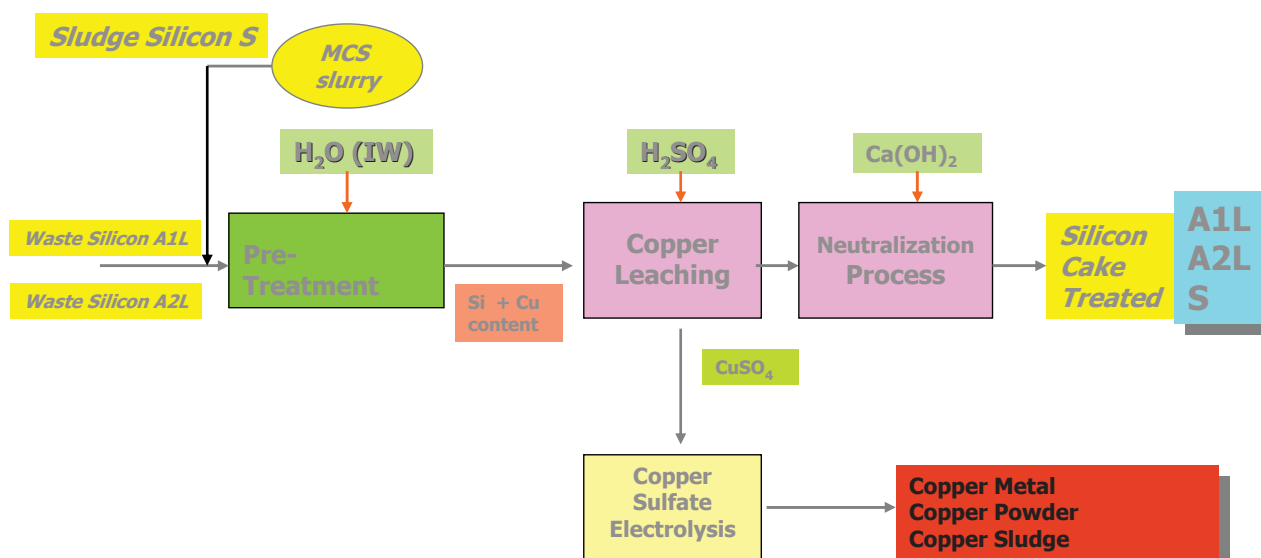 Sludge Silicon S
MCS
slurry
H₂O (IW)
H₂SO₄
Ca(OH)₂
Waste Silicon A1L
Waste Silicon A2L
Pre-
Treatment
Si + Cu
content
Copper
Leaching
Neutralization
Process
Silicon
Cake
Treated
A1L
A2L
S
CuSO₄
Copper
Sulfate
Electrolysis
Copper Metal
Copper Powder
Copper Sludge